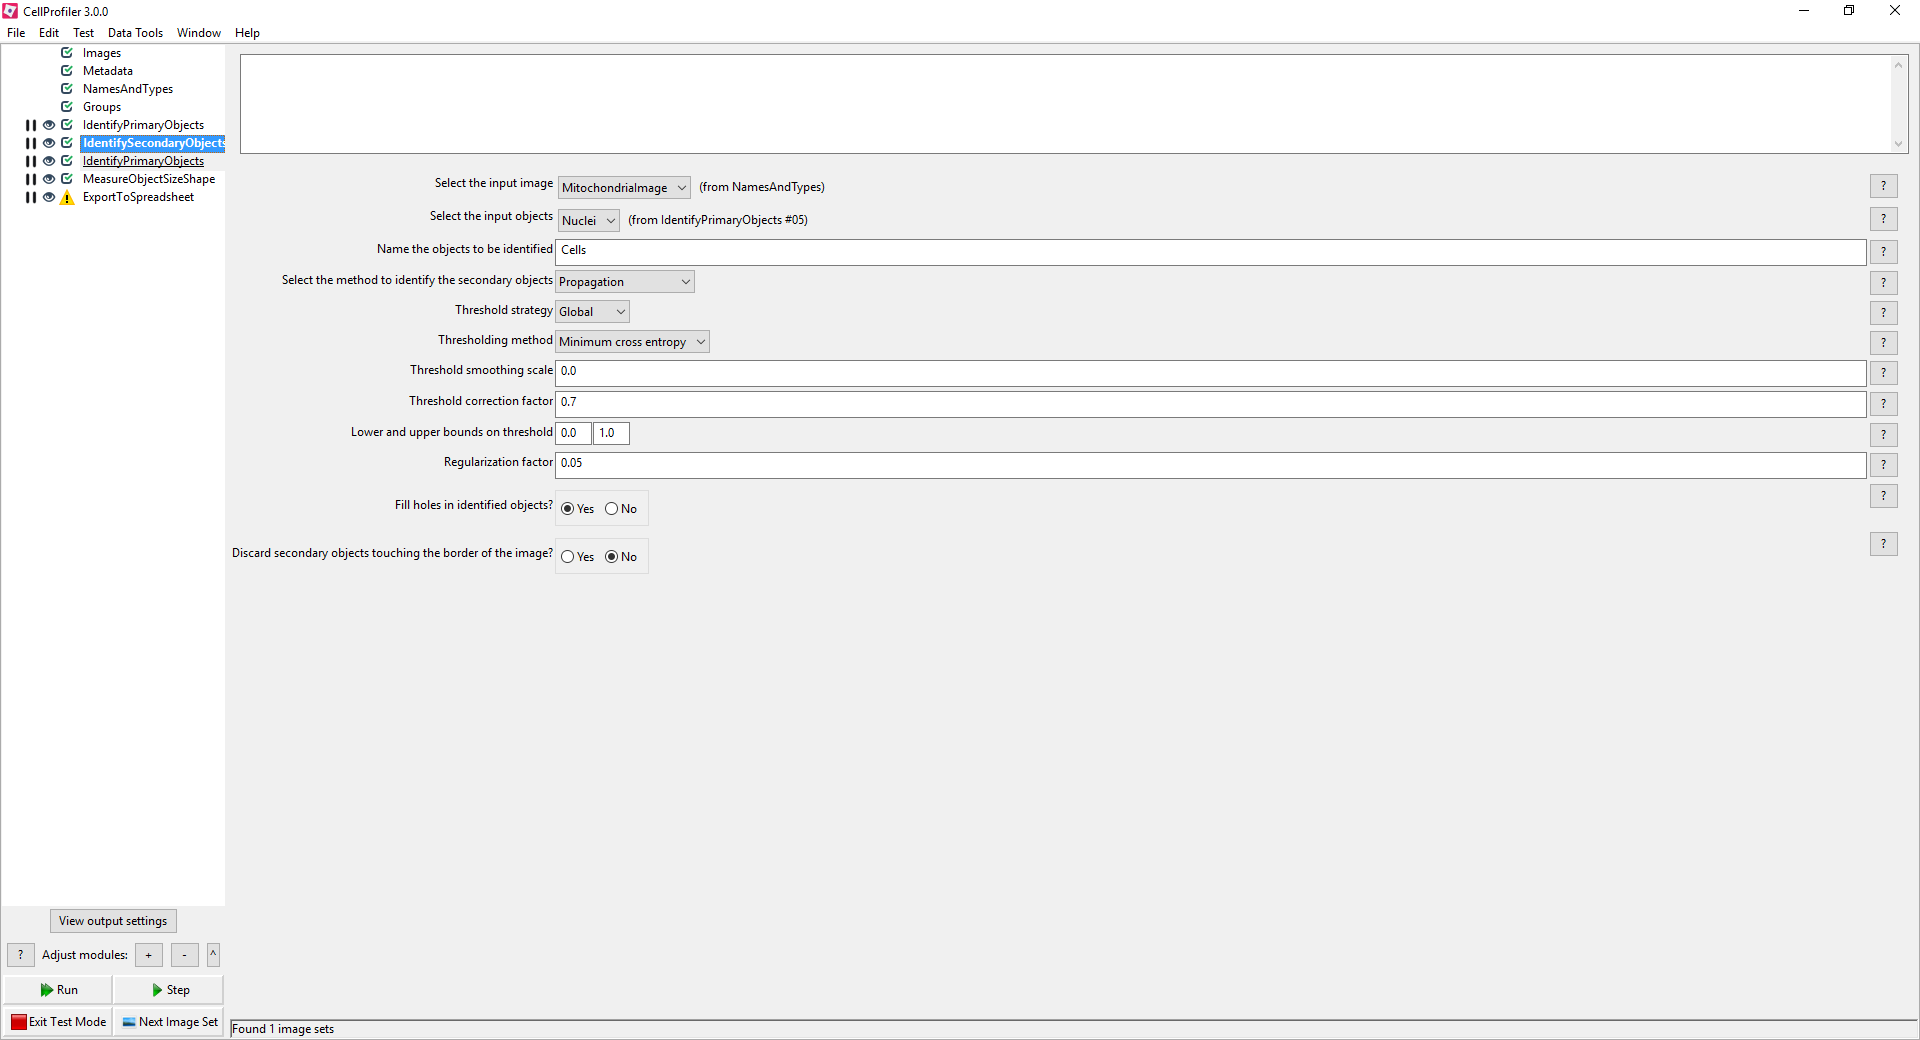 CellProfiler 3.0.0
File Edit Test Data Tools Window Help
Images
Metadata
NamesAndTypes
Groups
IdentifyPrimaryObjects
IdentifySecondaryObjects
IdentifyPrimaryObjects
MeasureObjectSizeShape
ExportToSpreadsheet
Select the input image MitochondriaImage (from NamesAndTypes) ?
Select the input objects Nuclei (from IdentifyPrimaryObjects #05) ?
Name the objects to be identified Cells ?
Select the method to identify the secondary objects Propagation ?
Threshold strategy Global ?
Thresholding method Minimum cross entropy ?
Threshold smoothing scale 0.0 ?
Threshold correction factor 0.7 ?
Lower and upper bounds on threshold 0.0 1.0 ?
Regularization factor 0.05 ?
Fill holes in identified objects? Yes No ?
Discard secondary objects touching the border of the image? Yes No ?
View output settings
? Adjust modules: + - ^
Run Step
Exit Test Mode Next Image Set
Found 1 image sets